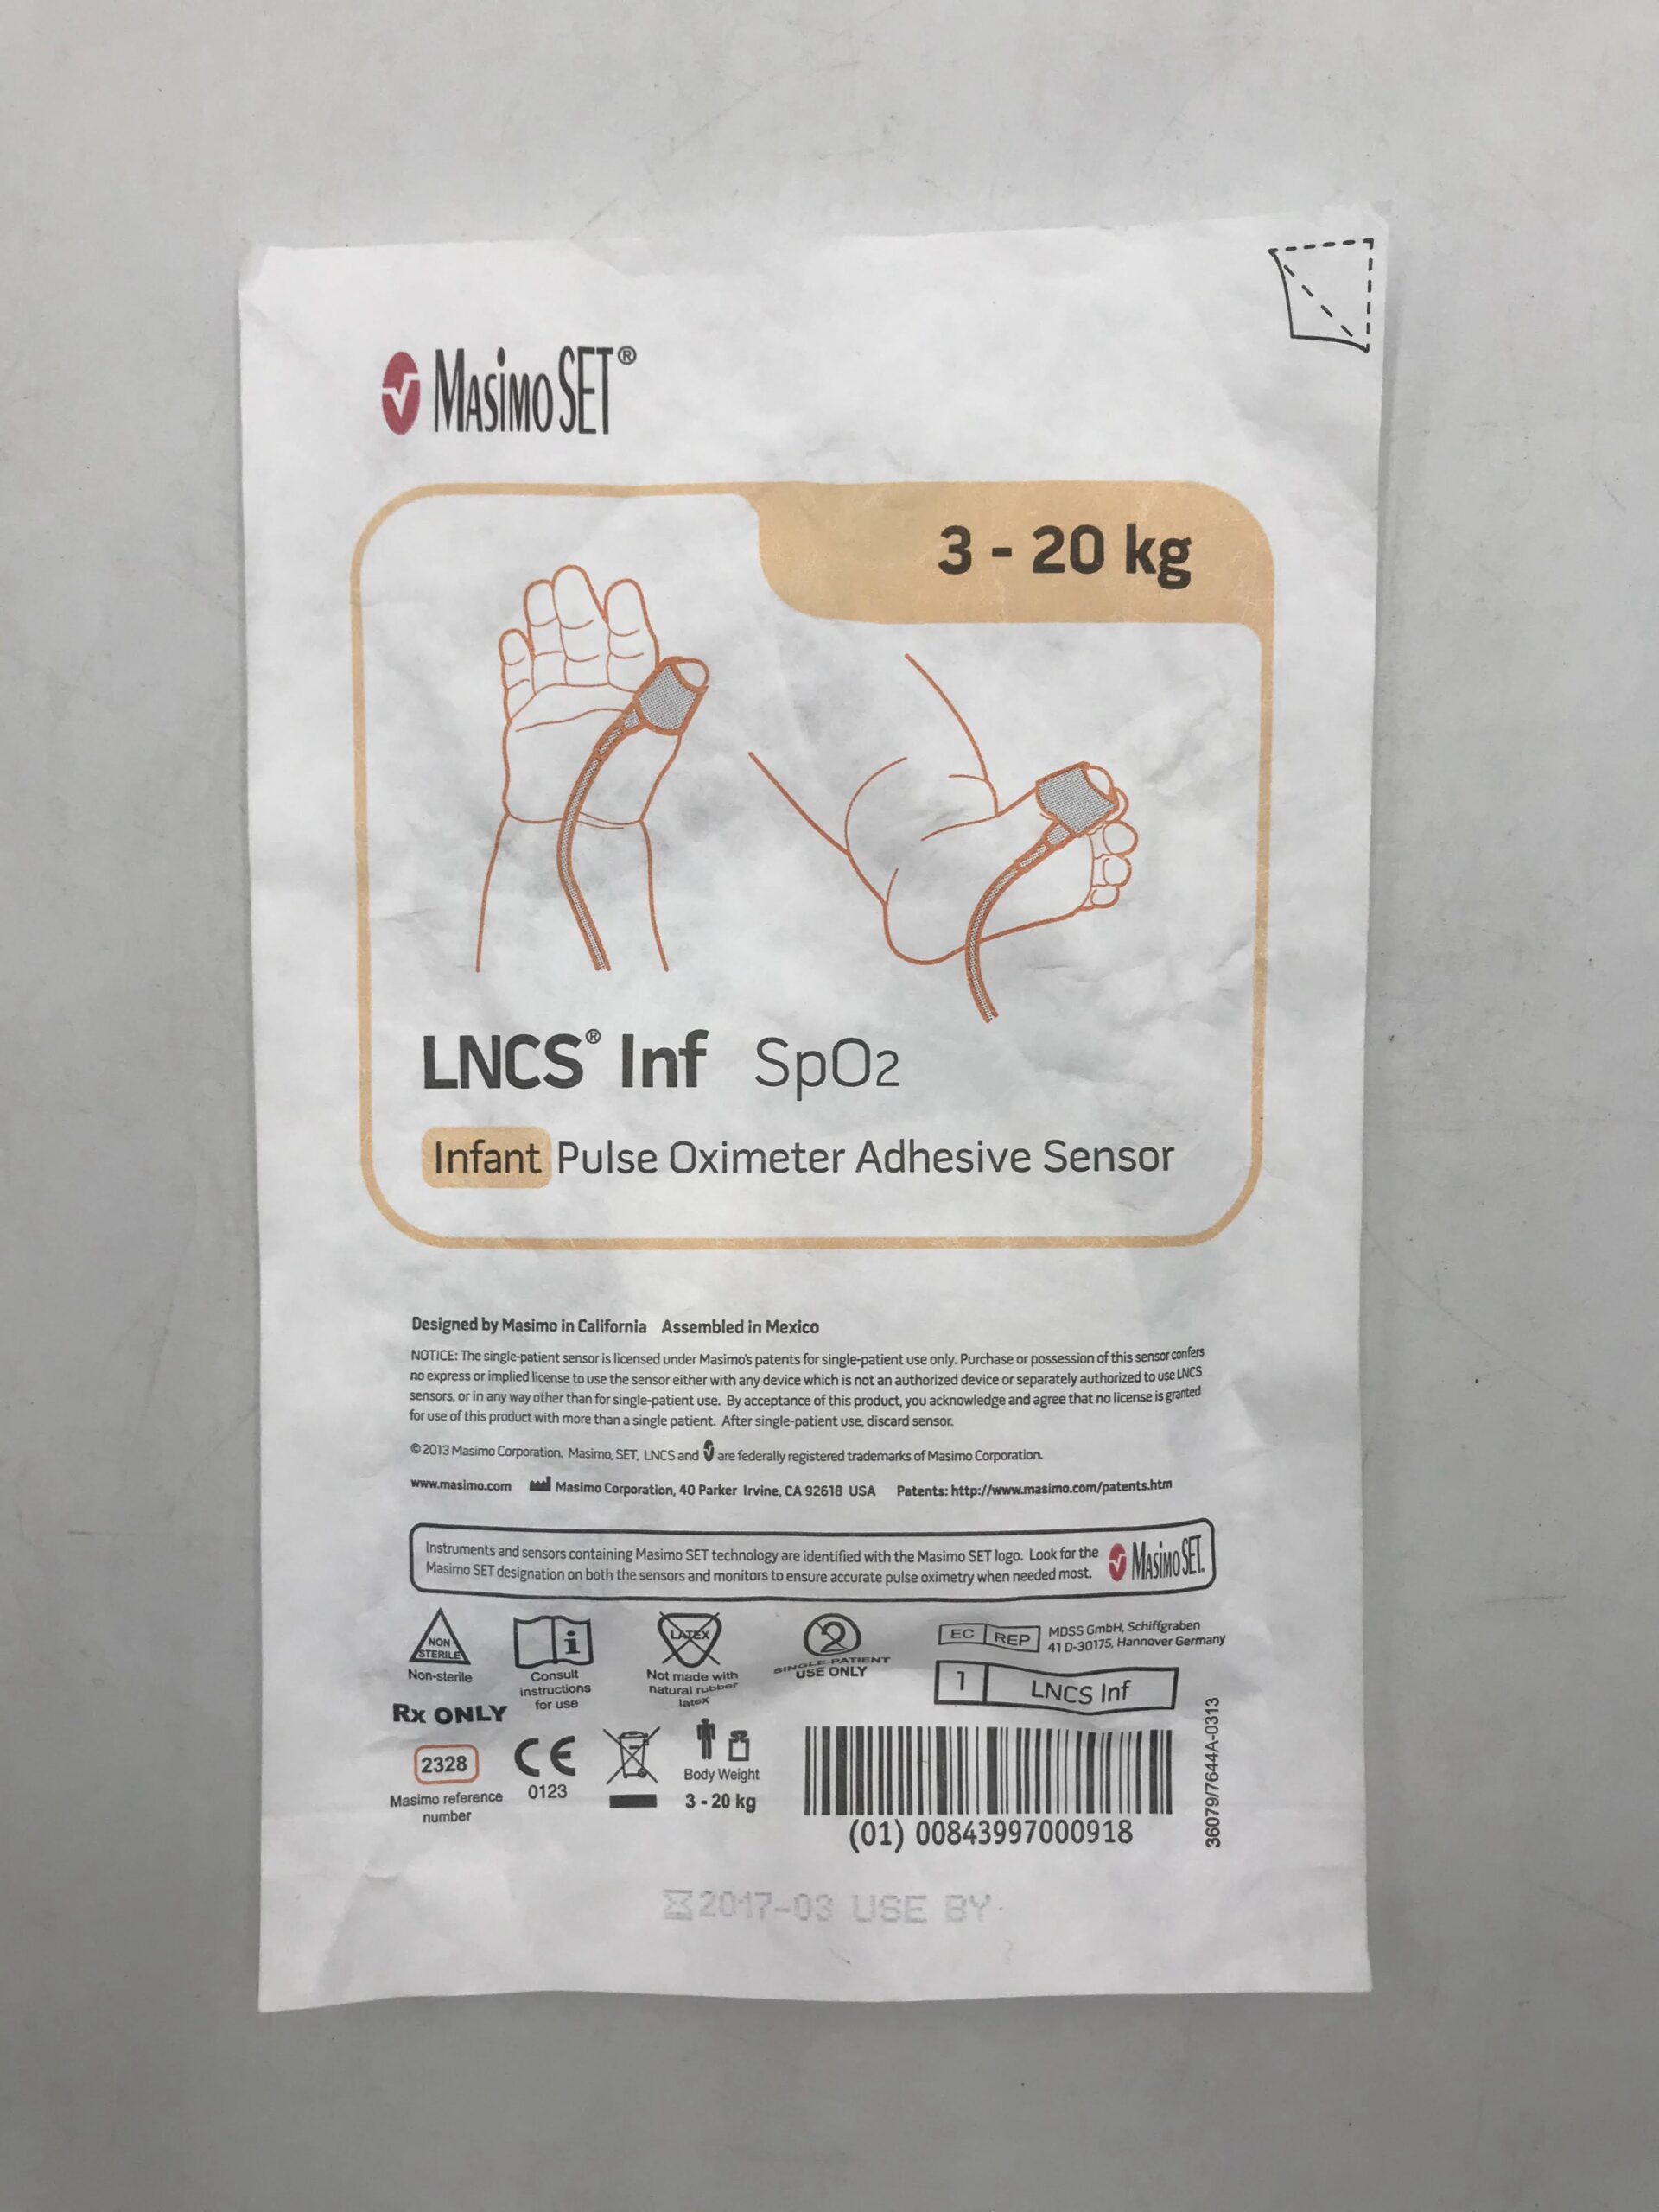 MASiMO SET®
3 - 20 kg
LNCS® Inf SpO2
Infant Pulse Oximeter Adhesive Sensor
Designed by Masimo in California Assembled in Mexico
NOTICE: The single-patient sensor is licensed under Masimo's patents for single-patient use only. Purchase or possession of this sensor confers
no express or implied license to use the sensor either with any device which is not an authorized device or separately authorized to use LNCS
sensors, or in any way other than for single-patient use. By acceptance of this product, you acknowledge and agree that no license is granted
for use of this product with more than a single patient. After single-patient use, discard sensor.
© 2013 Masimo Corporation. Masimo, SET, LNCS and are federally registered trademarks of Masimo Corporation.
www.masimo.com Masimo Corporation, 40 Parker Irvine, CA 92618 USA Patents: http://www.masimo.com/patents.htm
Instruments and sensors containing Masimo SET technology are identified with the Masimo SET logo. Look for the
Masimo SET designation on both the sensors and monitors to ensure accurate pulse oximetry when needed most.
MASiMO SET.
NON
STERILE
Non-sterile
i
Consult
instructions
for use
LATEX
Not made with
natural rubber
latex
2
SINGLE-PATIENT
USE ONLY
EC REP
MDSS GmbH, Schiffgraben
41 D-30175, Hannover Germany
1 LNCS Inf
Rx ONLY
2328
Masimo reference
number
CE
0123
Body Weight
3 - 20 kg
(01) 00843997000918
36079/7644A-0313
2017-03 USE BY